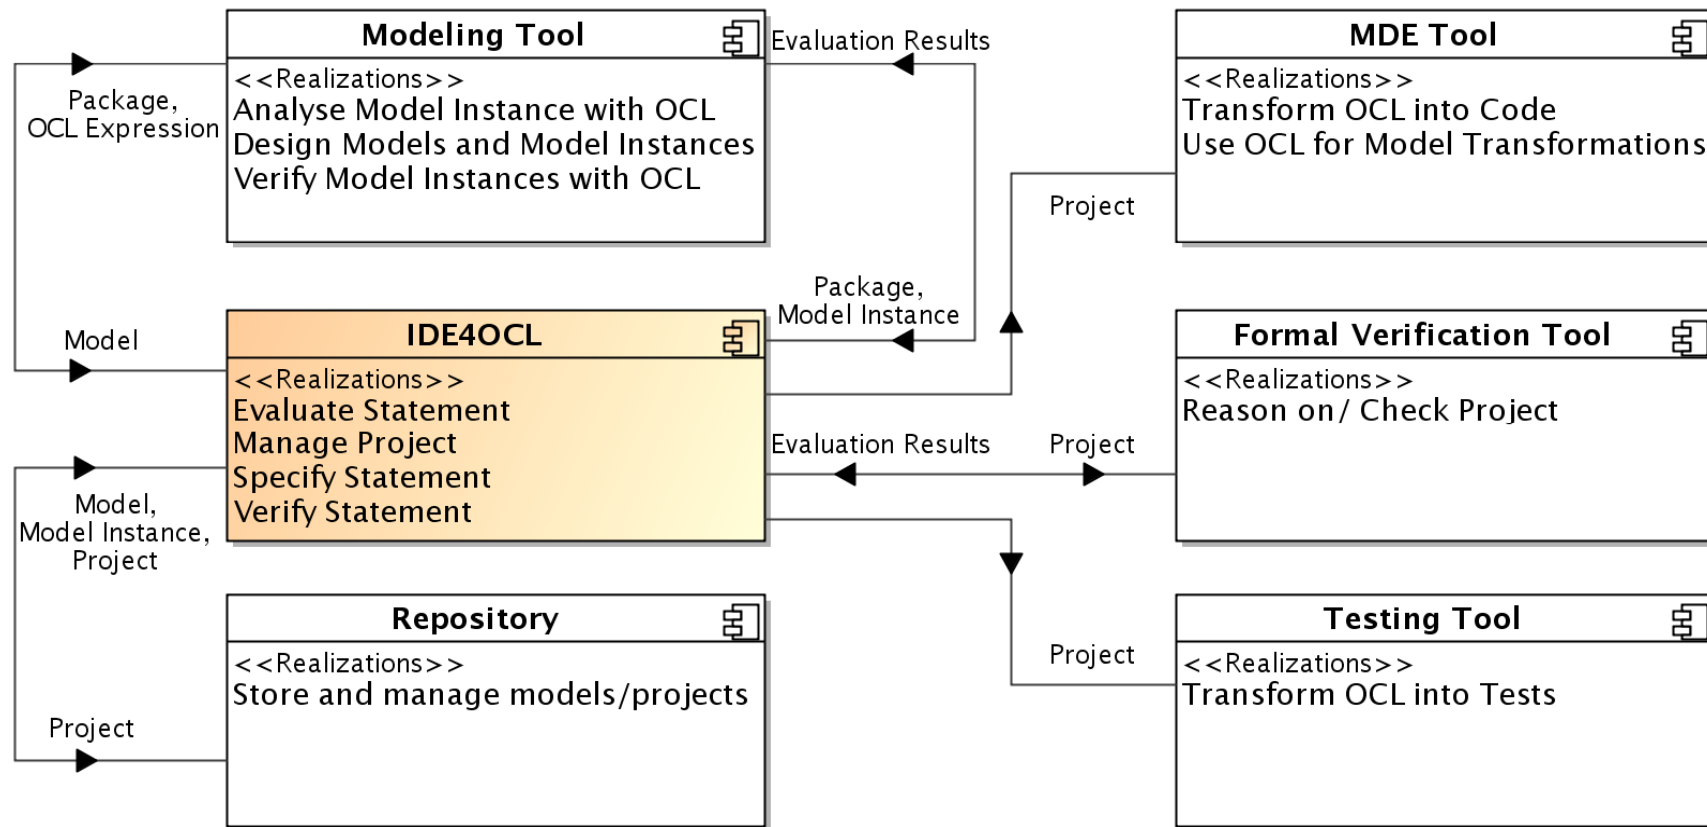 Modeling Tool
<<Realizations>>
Analyse Model Instance with OCL
Design Models and Model Instances
Verify Model Instances with OCL
Package,
OCL Expression
Evaluation Results
MDE Tool
<<Realizations>>
Transform OCL into Code
Use OCL for Model Transformations
Project
Package,
Model Instance
Model
IDE4OCL
<<Realizations>>
Evaluate Statement
Manage Project
Specify Statement
Verify Statement
Formal Verification Tool
<<Realizations>>
Reason on/ Check Project
Evaluation Results
Project
Model,
Model Instance,
Project
Repository
<<Realizations>>
Store and manage models/projects
Project
Testing Tool
<<Realizations>>
Transform OCL into Tests
Project